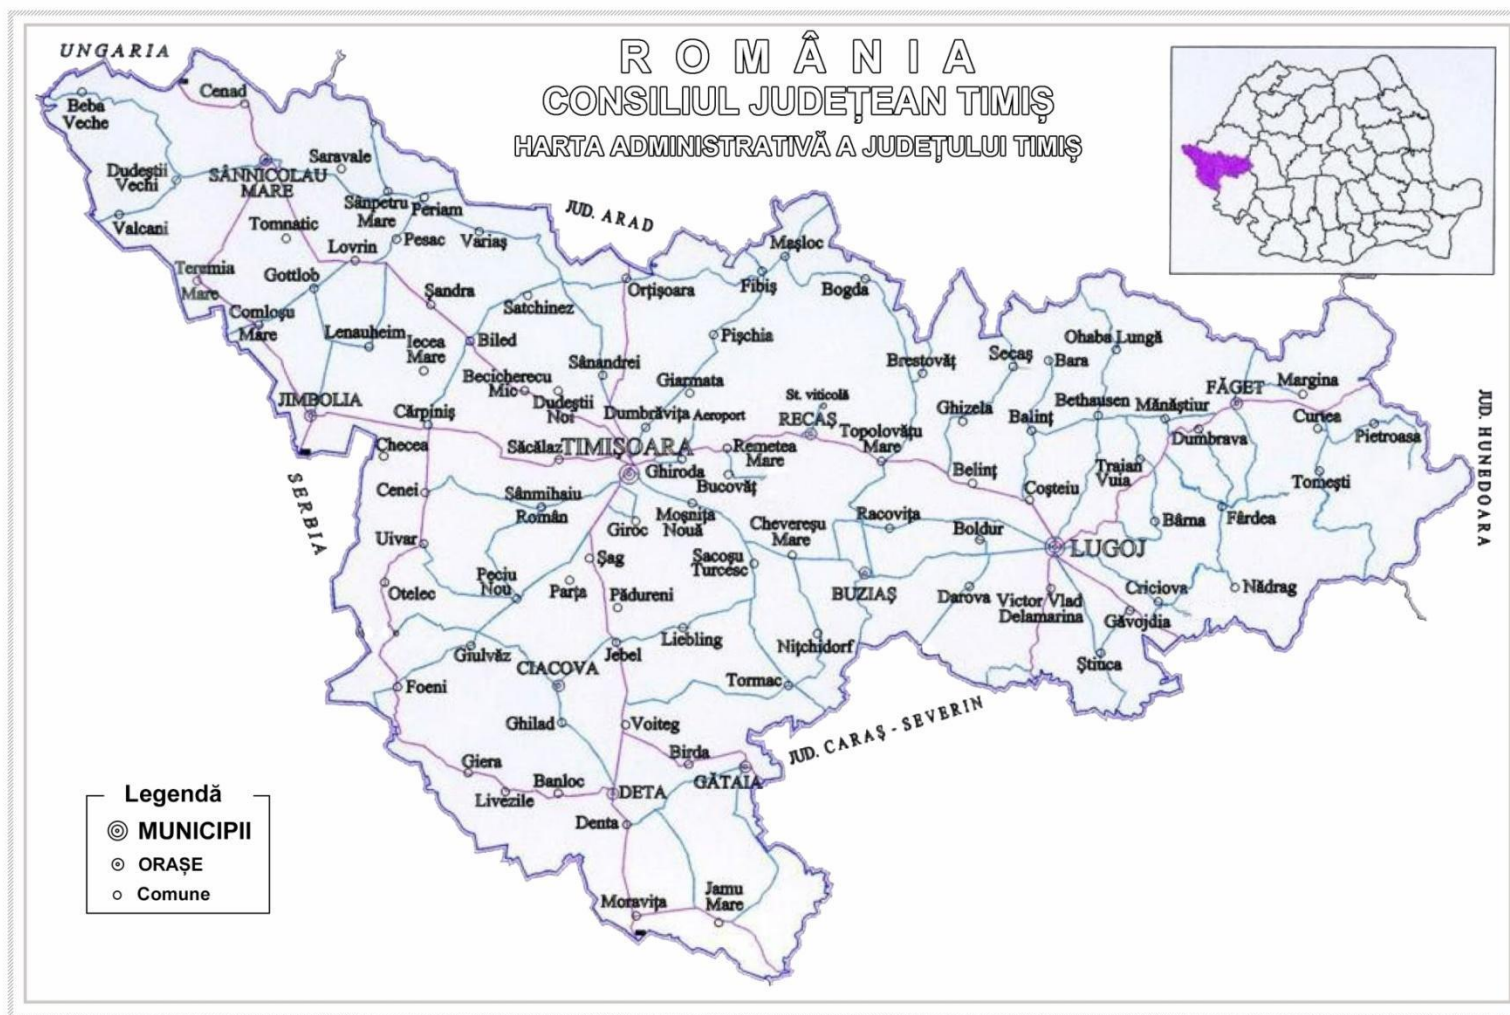 UNGARIA
ROMÂNIA
CONSILIUL JUDEȚEAN TIMIȘ
HARTA ADMINISTRATIVĂ A JUDEȚULUI TIMIȘ
Beba
Veche
Cenad
Dudeștii
Vechi
SÂNNICOLAU
MARE
Saravale
Sânpetru
Mare
Periam
Valcani
Tomnatic
Lovrin
Pesac
Variaș
JUD. ARAD
Mașloc
Teremia
Mare
Gottlob
Șandra
Satchinez
Orțișoara
Fibiș
Bogda
Comloșu
Mare
Lenauheim
Iecea
Mare
Biled
Pișchia
Sânandrei
Becicherecu
Mic
Dudeștii
Noi
Giarmata
Brestovăț
Secaș
Bara
Ohaba Lungă
JIMBOLIA
Cărpiniș
Dumbrăvița
Aeroport
St. viticolă
RECAȘ
Topolovățu
Mare
Ghizela
Balinț
Bethausen
Mănăștiur
FĂGET
Margina
Curtea
Pietroasa
Dumbrava
Checea
Săcălaz
TIMIȘOARA
Ghiroda
Remetea
Mare
Bucovăț
Belinț
Coșteiu
Traian
Vuia
Tomești
JUD. HUNEDOARA
SERBIA
Cenei
Sânmihaiu
Român
Giroc
Moșnița
Nouă
Chevereșu
Mare
Racovița
Boldur
Bârna
Fârdea
LUGOJ
Uivar
Șag
Sacoșu
Turcesc
Otelec
Peciu
Nou
Parța
Pădureni
BUZIAȘ
Darova
Victor Vlad
Delamarina
Criciova
Nădrag
Găvojdia
Giulvăz
Jebel
Liebling
Nițchidorf
Știuca
CIACOVA
Foeni
Tormac
Ghilad
Voiteg
JUD. CARAȘ - SEVERIN
Birda
Giera
Banloc
Livezile
DETA
GĂTAIA
Denta
Moravița
Jamu
Mare
Legendă
MUNICIPII
ORAȘE
Comune